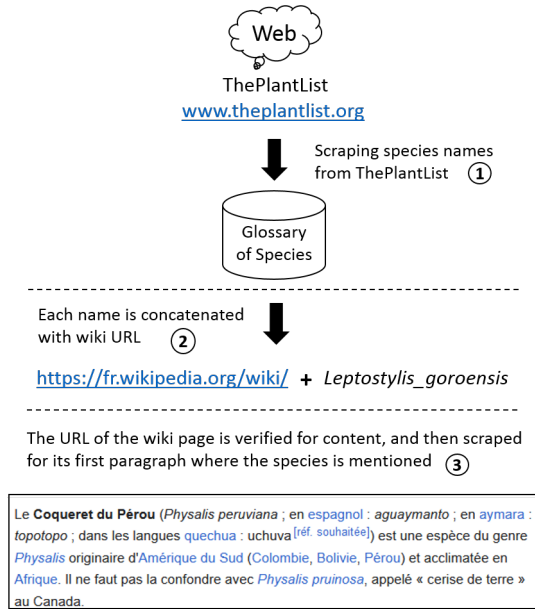 Web
ThePlantList
www.theplantlist.org
Scraping species names
from ThePlantList ①
Glossary
of Species
Each name is concatenated
with wiki URL ②
https://fr.wikipedia.org/wiki/ + Leptostylis_goroensis
The URL of the wiki page is verified for content, and then scraped
for its first paragraph where the species is mentioned ③
Le Coqueret du Pérou (Physalis peruviana ; en espagnol : aguaymanto ; en aymara :
topotopo ; dans les langues quechua : uchuva[réf. souhaitée]) est une espèce du genre
Physalis originaire d'Amérique du Sud (Colombie, Bolivie, Pérou) et acclimatée en
Afrique. Il ne faut pas la confondre avec Physalis pruinosa, appelé « cerise de terre »
au Canada.